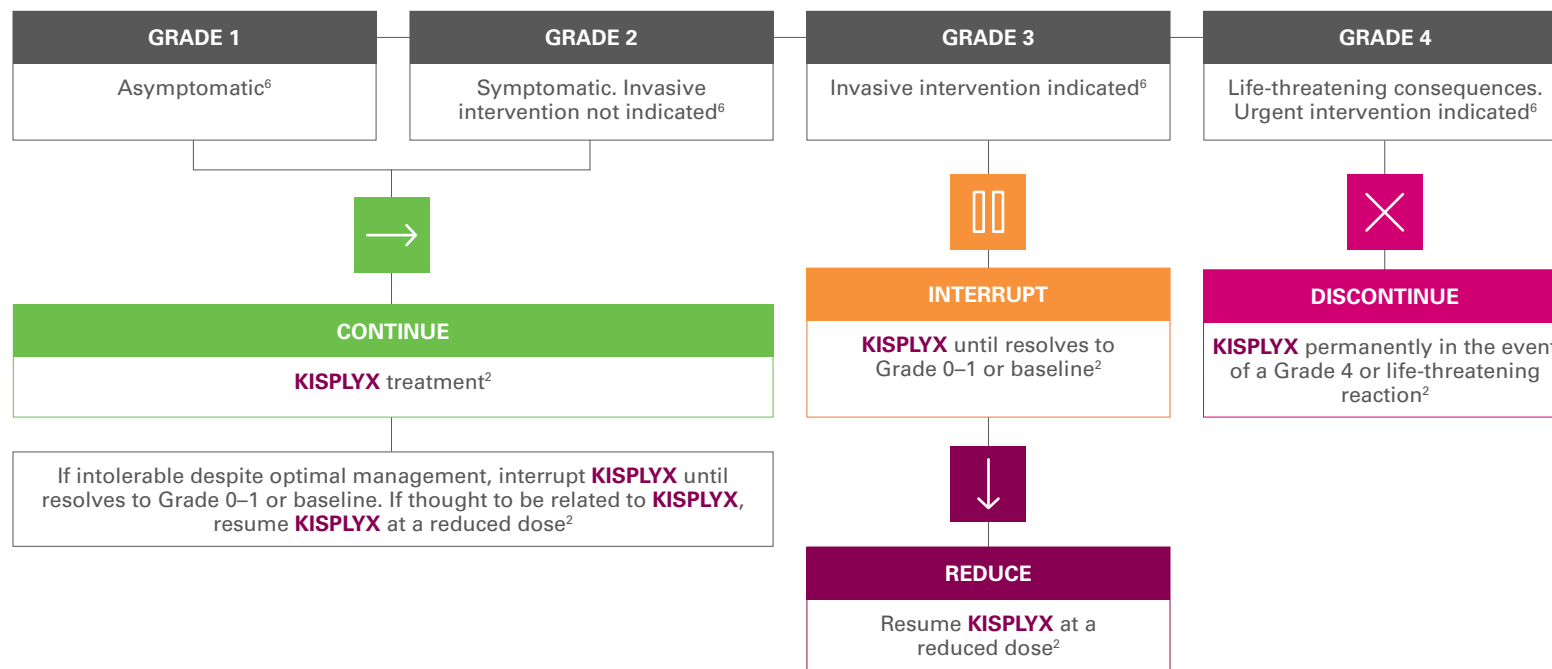 GRADE 1
Asymptomatic6
GRADE 2
Symptomatic. Invasive
intervention not indicated6
GRADE 3
Invasive intervention indicated6
GRADE 4
Life-threatening consequences.
Urgent intervention indicated6
CONTINUE
KISPLYX treatment2
If intolerable despite optimal management, interrupt KISPLYX until
resolves to Grade 0–1 or baseline. If thought to be related to KISPLYX,
resume KISPLYX at a reduced dose2
INTERRUPT
KISPLYX until resolves to
Grade 0–1 or baseline2
REDUCE
Resume KISPLYX at a
reduced dose2
DISCONTINUE
KISPLYX permanently in the event
of a Grade 4 or life-threatening
reaction2